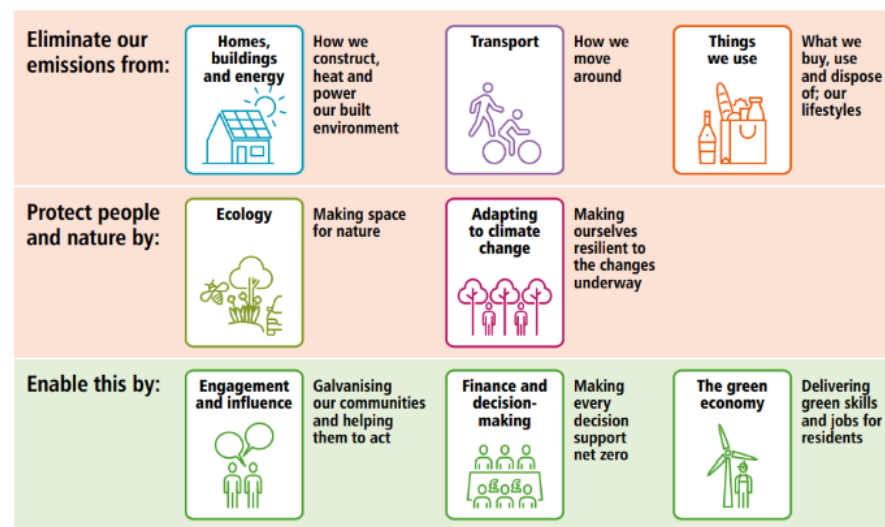 Eliminate our
emissions from:
Homes,
buildings
and energy
How we
construct,
heat and
power
our built
environment
Transport
How we
move
around
Things
we use
What we
buy, use
and dispose
of; our
lifestyles
Protect people
and nature by:
Ecology
Making space
for nature
Adapting
to climate
change
Making
ourselves
resilient to
the changes
underway
Enable this by:
Engagement
and influence
Galvanising
our communities
and helping
them to act
Finance and
decision-
making
££
Making
every
decision
support
net zero
The green
economy
Delivering
green skills
and jobs for
residents